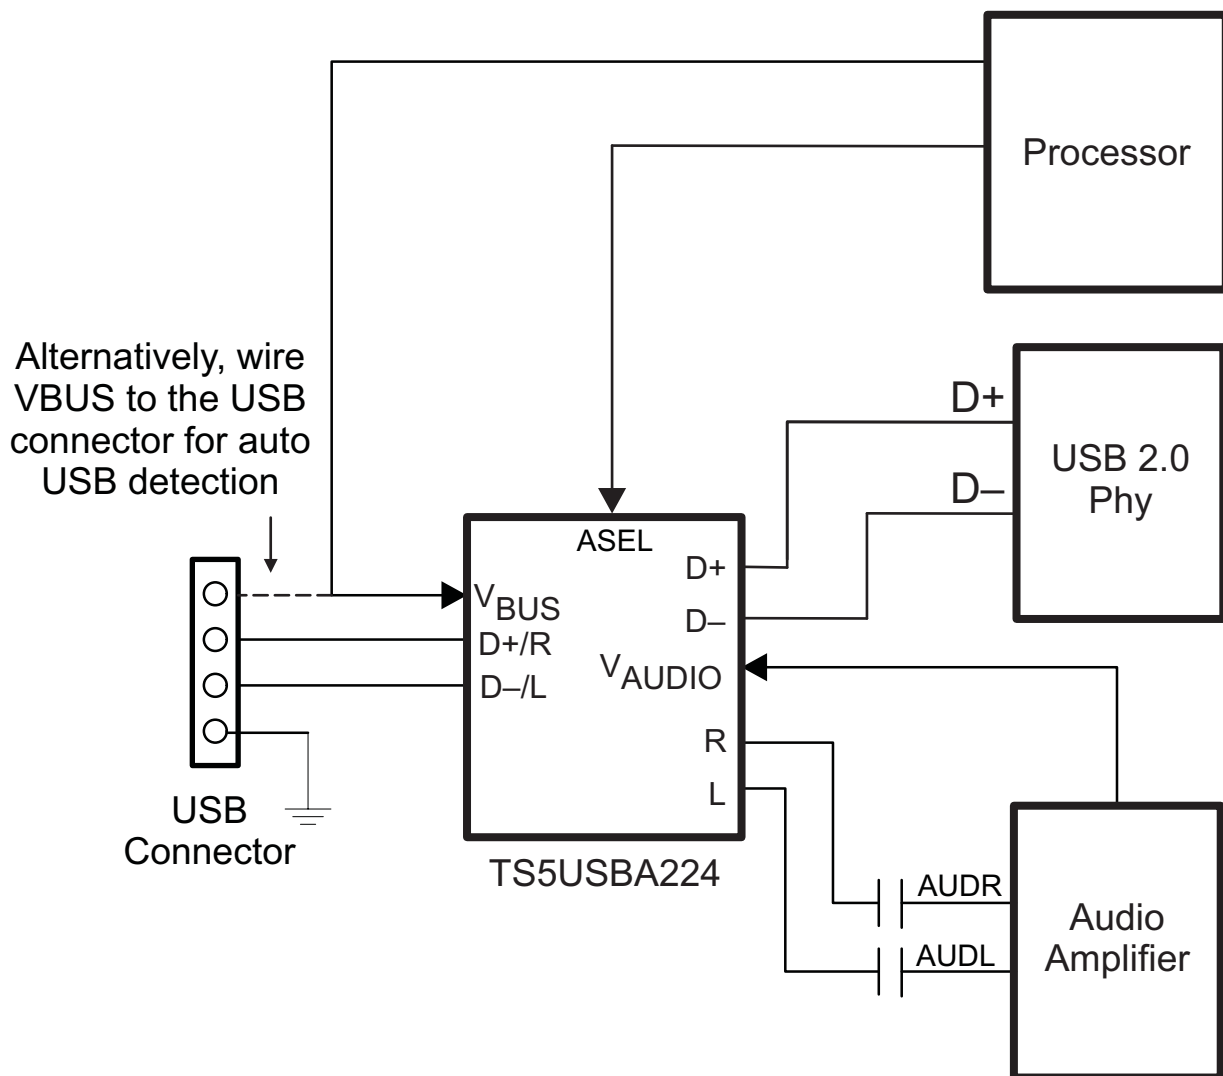 Processor
Alternatively, wire
VBUS to the USB
connector for auto
USB detection
D+
D–
USB 2.0
Phy
ASEL
VBUS
D+/R
D–/L
D+
D–
VAUDIO
R
L
USB
Connector
TS5USBA224
AUDR
AUDL
Audio
Amplifier